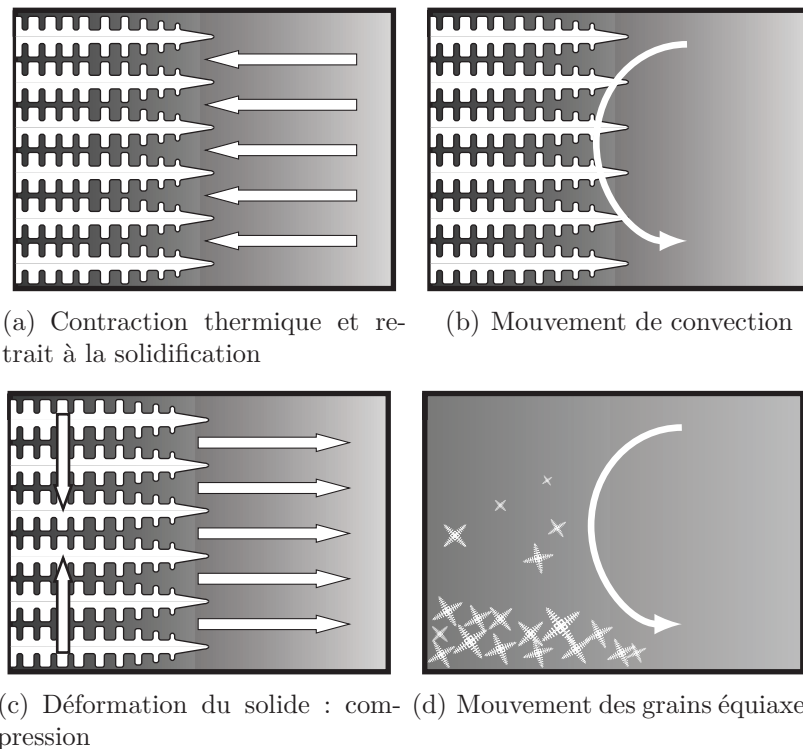 (a) Contraction thermique et re-
trait à la solidification
(b) Mouvement de convection
(c) Déformation du solide : com-
pression
(d) Mouvement des grains équiaxe